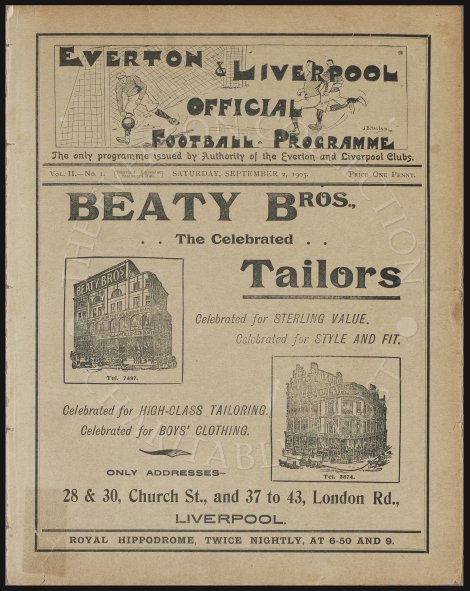 EVERTON & LIVERPOOL
OFFICIAL
FOOTBALL PROGRAMME
The only programme issued by Authority of the Everton and Liverpool Clubs.
VOL. II.—No. 1. SATURDAY, SEPTEMBER 2, 1905. PRICE ONE PENNY.
BEATY BROS.,
. . The Celebrated . .
Tailors
BEATY BROS
Celebrated for STERLING VALUE.
Celebrated for STYLE AND FIT.
Tel. 7497.
Celebrated for HIGH-CLASS TAILORING.
Celebrated for BOYS' CLOTHING.
Tel. 3874.
ONLY ADDRESSES—
28 & 30, Church St., and 37 to 43, London Rd.,
LIVERPOOL.
ROYAL HIPPODROME, TWICE NIGHTLY, AT 6-50 AND 9.